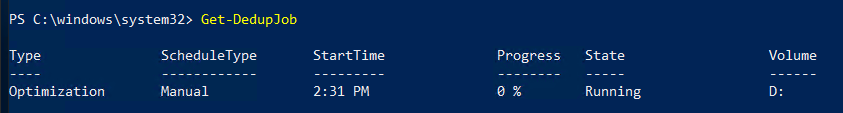 PS C:\windows\system32> Get-DedupJob
Type ScheduleType StartTime Progress State Volume
---- ------------ --------- -------- ----- ------
Optimization Manual 2:31 PM 0 % Running D: